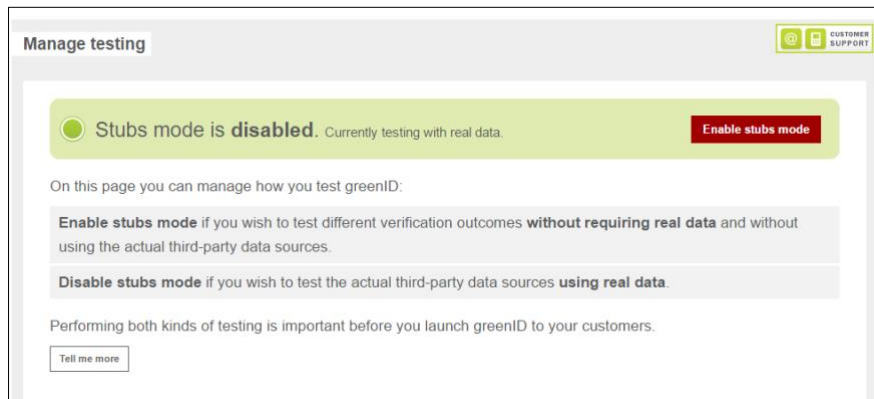 Manage testing
@ CUSTOMER
SUPPORT
Stubs mode is disabled. Currently testing with real data.
Enable stubs mode
On this page you can manage how you test greenID:
Enable stubs mode if you wish to test different verification outcomes without requiring real data and without
using the actual third-party data sources.
Disable stubs mode if you wish to test the actual third-party data sources using real data.
Performing both kinds of testing is important before you launch greenID to your customers.
Tell me more